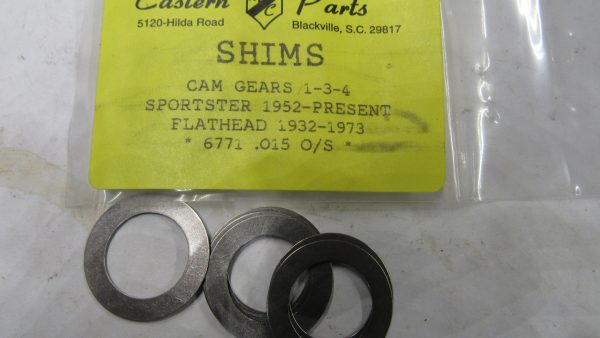 Eastern Parts
5120-Hilda Road
Blackville, S.C. 29817
SHIMS
CAM GEARS 1-3-4
SPORTSTER 1952-PRESENT
FLATHEAD 1932-1973
* 6771 .015 O/S *